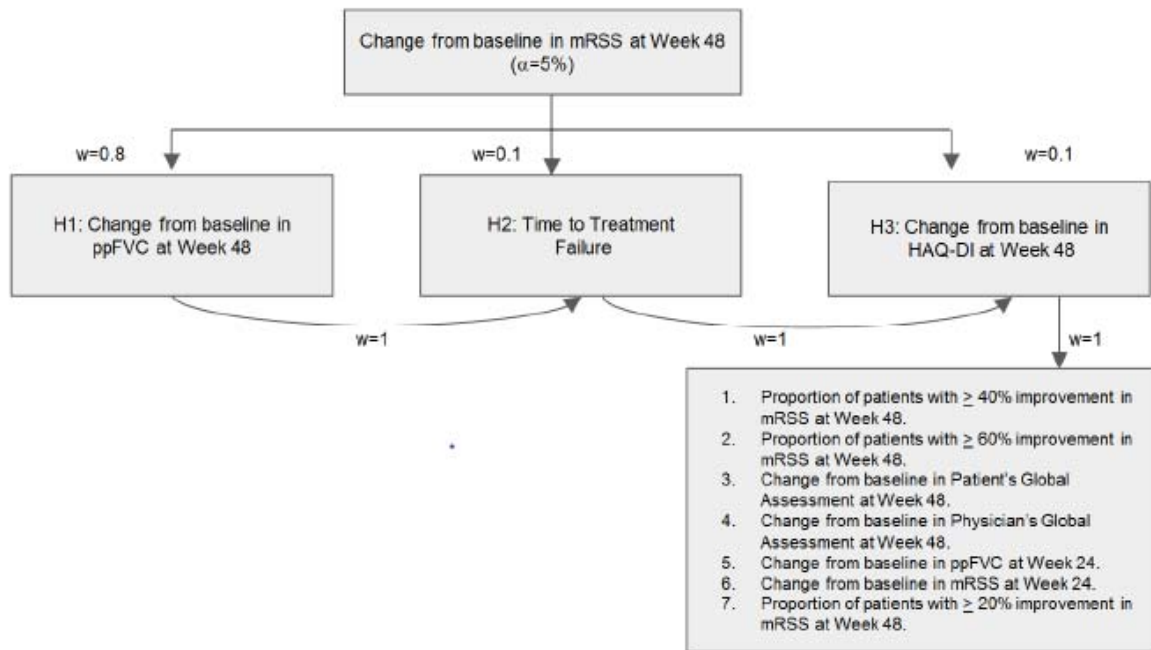 Change from baseline in mRSS at Week 48
(α=5%)
w=0.8
w=0.1
w=0.1
H1: Change from baseline in
ppFVC at Week 48
H2: Time to Treatment
Failure
H3: Change from baseline in
HAQ-DI at Week 48
w=1
w=1
w=1
1. Proportion of patients with ≥ 40% improvement in
mRSS at Week 48.
2. Proportion of patients with ≥ 60% improvement in
mRSS at Week 48.
3. Change from baseline in Patient's Global
Assessment at Week 48.
4. Change from baseline in Physician's Global
Assessment at Week 48.
5. Change from baseline in ppFVC at Week 24.
6. Change from baseline in mRSS at Week 24.
7. Proportion of patients with ≥ 20% improvement in
mRSS at Week 48.